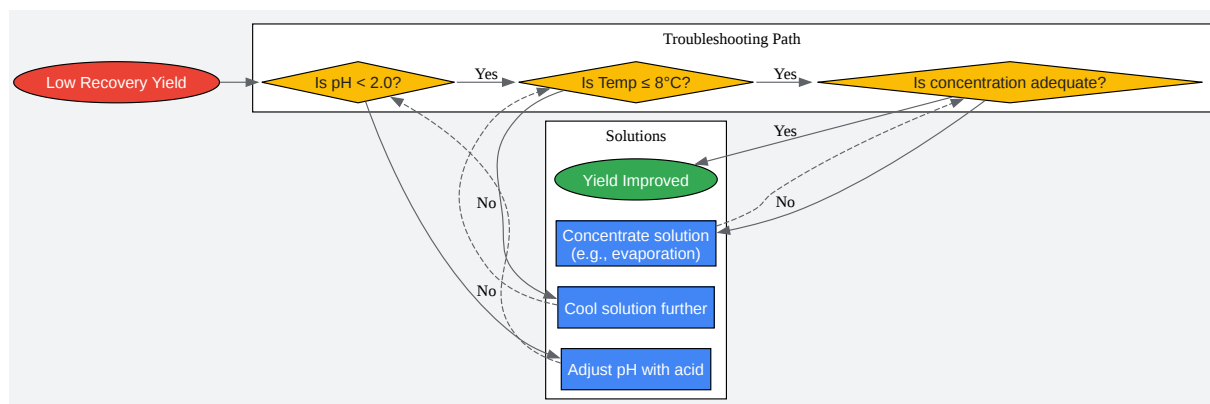 Troubleshooting Path
Low Recovery Yield
Is pH < 2.0?
Yes
Is Temp ≤ 8°C?
Yes
Is concentration adequate?
Solutions
Yes
Yield Improved
No
No
Concentrate solution
(e.g., evaporation)
No
Cool solution further
Adjust pH with acid